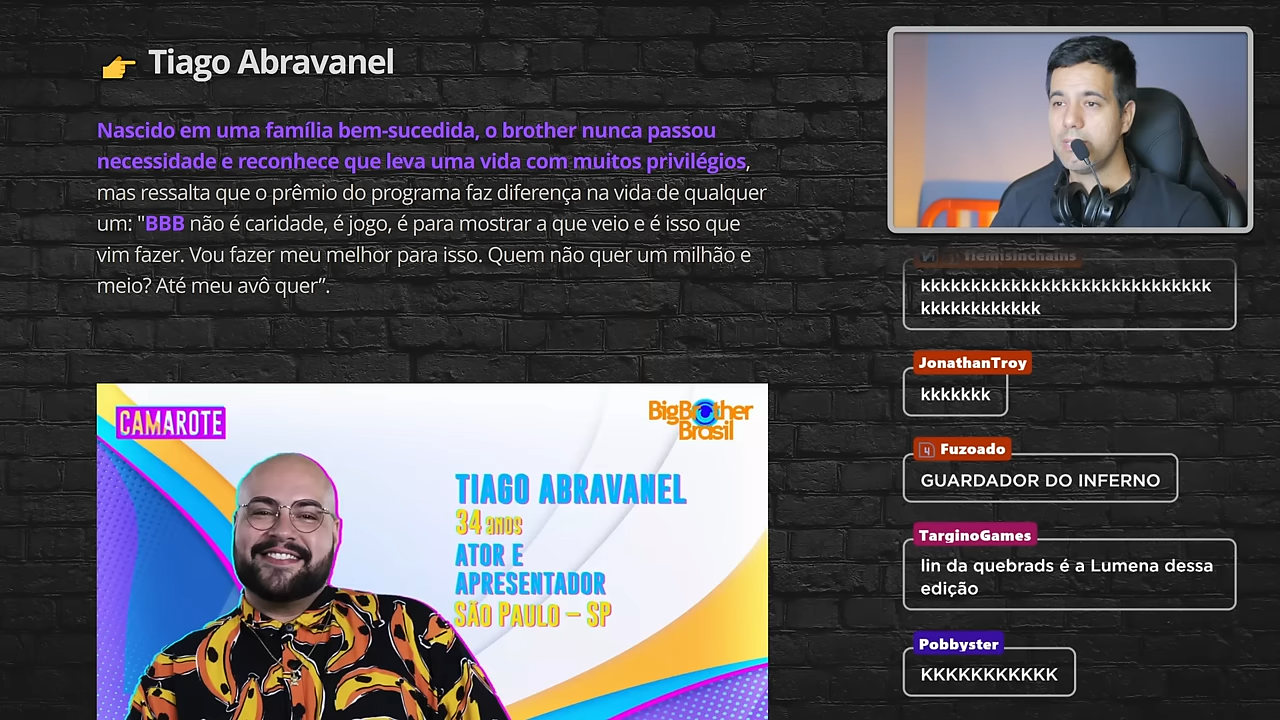 Tiago Abravanel
Nascido em uma família bem-sucedida, o brother nunca passou
necessidade e reconhece que leva uma vida com muitos privilégios,
mas ressalta que o prêmio do programa faz diferença na vida de qualquer
um: "BBB não é caridade, é jogo, é para mostrar a que veio e é isso que
vim fazer. Vou fazer meu melhor para isso. Quem não quer um milhão e
meio? Até meu avô quer”.
CAMAROTE
BigBrother
Brasil
TIAGO ABRAVANEL
34 anos
ATOR E
APRESENTADOR
SÃO PAULO – SP
kkkkkkkkkkkkkkkkkkkkkkkkkkkkk
kkkkkkkkkkkk
JonathanTroy
kkkkkkk
4 Fuzoado
GUARDADOR DO INFERNO
TarginoGames
lin da quebrads é a Lumena dessa
edição
Pobbyster
KKKKKKKKKKK